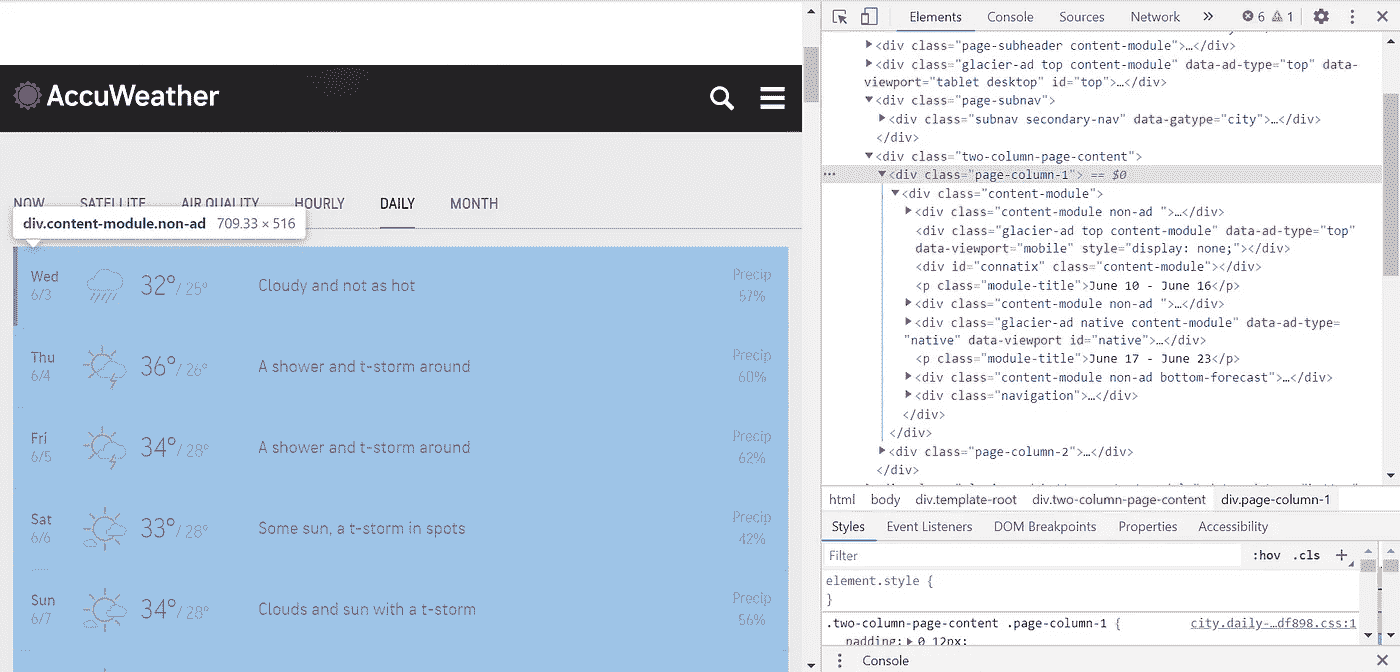 AccuWeather
NOW SATELLITE AIR QUALITY HOURLY DAILY MONTH
div.content-module.non-ad 709.33 × 516
Wed
6/3
32°/ 25°
Cloudy and not as hot
Precip
57%
Thu
6/4
36°/ 26°
A shower and t-storm around
Precip
60%
Fri
6/5
34°/ 28°
A shower and t-storm around
Precip
62%
Sat
6/6
33°/ 28°
Some sun, a t-storm in spots
Precip
42%
Sun
6/7
34°/ 28°
Clouds and sun with a t-storm
Precip
56%
Elements Console Sources Network » 6 1
<div class="page-subheader content-module">…</div>
<div class="glacier-ad top content-module" data-ad-type="top" data-
viewport="tablet desktop" id="top">…</div>
<div class="page-subnav">
<div class="subnav secondary-nav" data-gatype="city">…</div>
</div>
<div class="two-column-page-content">
<div class="page-column-1"> == $0
<div class="content-module">
<div class="content-module non-ad ">…</div>
<div class="glacier-ad top content-module" data-ad-type="top"
data-viewport="mobile" style="display: none;"></div>
<div id="connatix" class="content-module"></div>
<p class="module-title">June 10 - June 16</p>
<div class="content-module non-ad ">…</div>
<div class="glacier-ad native content-module" data-ad-type=
"native" data-viewport id="native">…</div>
<p class="module-title">June 17 - June 23</p>
<div class="content-module non-ad bottom-forecast">…</div>
<div class="navigation">…</div>
</div>
</div>
<div class="page-column-2">…</div>
</div>
html body div.template-root div.two-column-page-content div.page-column-1
Styles Event Listeners DOM Breakpoints Properties Accessibility
Filter :hov .cls +
element.style {
}
.two-column-page-content .page-column-1 { city.daily-…df898.css:1
padding: 0 12px;
Console